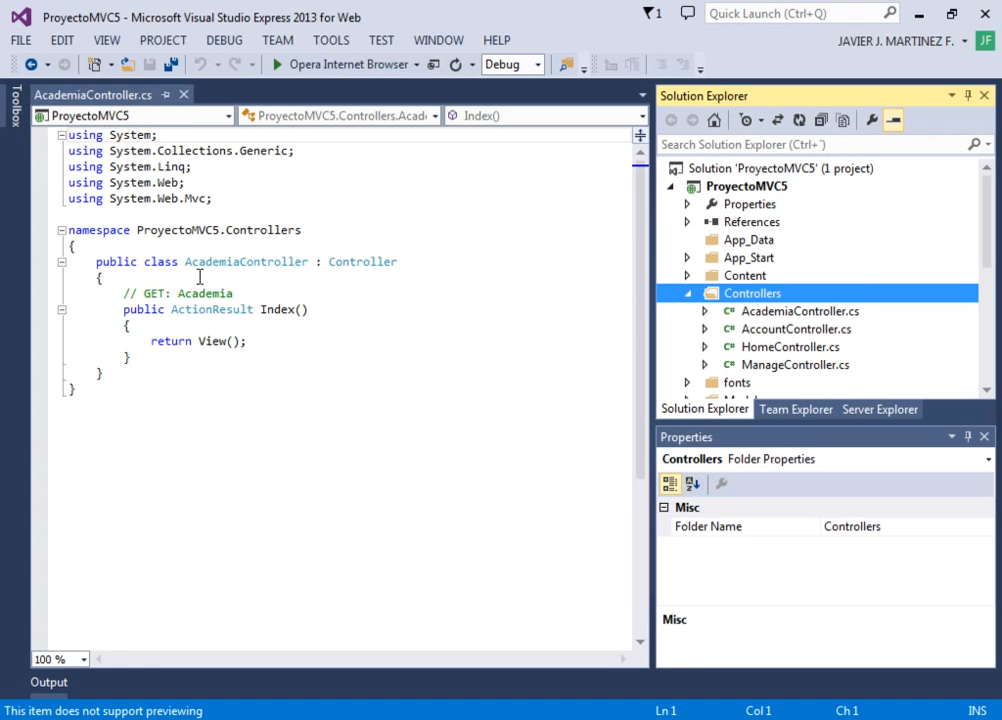 ProyectoMVC5 - Microsoft Visual Studio Express 2013 for Web
1
Quick Launch (Ctrl+Q)
FILE EDIT VIEW PROJECT DEBUG TEAM TOOLS TEST WINDOW HELP
JAVIER J. MARTINEZ F.
JF
Opera Internet Browser
Debug
Toolbox
AcademiaController.cs
ProyectoMVC5
ProyectoMVC5.Controllers.Acad
Index()
using System;
using System.Collections.Generic;
using System.Linq;
using System.Web;
using System.Web.Mvc;
namespace ProyectoMVC5.Controllers
{
public class AcademiaController : Controller
{
// GET: Academia
public ActionResult Index()
{
return View();
}
}
}
100 %
Solution Explorer
Search Solution Explorer (Ctrl+¨)
Solution 'ProyectoMVC5' (1 project)
ProyectoMVC5
Properties
References
App_Data
App_Start
Content
Controllers
C# AcademiaController.cs
C# AccountController.cs
C# HomeController.cs
C# ManageController.cs
fonts
Solution Explorer Team Explorer Server Explorer
Properties
Controllers Folder Properties
Misc
Folder Name Controllers
Misc
Output
This item does not support previewing
Ln 1 Col 1 Ch 1 INS